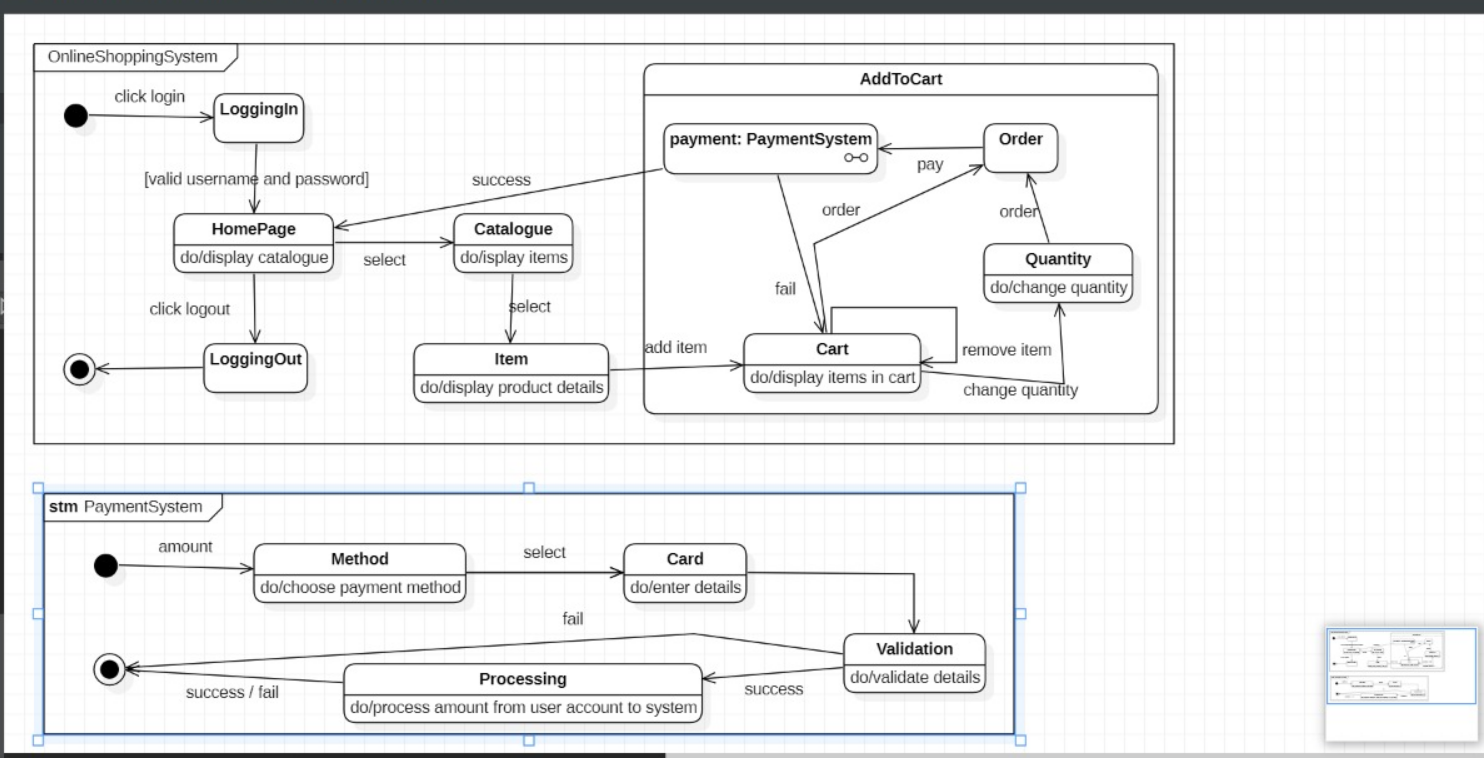 OnlineShoppingSystem
click login
LoggingIn
[valid username and password]
HomePage
do/display catalogue
click logout
LoggingOut
select
Catalogue
do/isplay items
select
Item
do/display product details
success
add item
AddToCart
payment: PaymentSystem
pay
Order
order
order
Quantity
do/change quantity
fail
Cart
do/display items in cart
remove item
change quantity
stm PaymentSystem
amount
Method
do/choose payment method
select
Card
do/enter details
fail
Validation
do/validate details
success
Processing
do/process amount from user account to system
success / fail